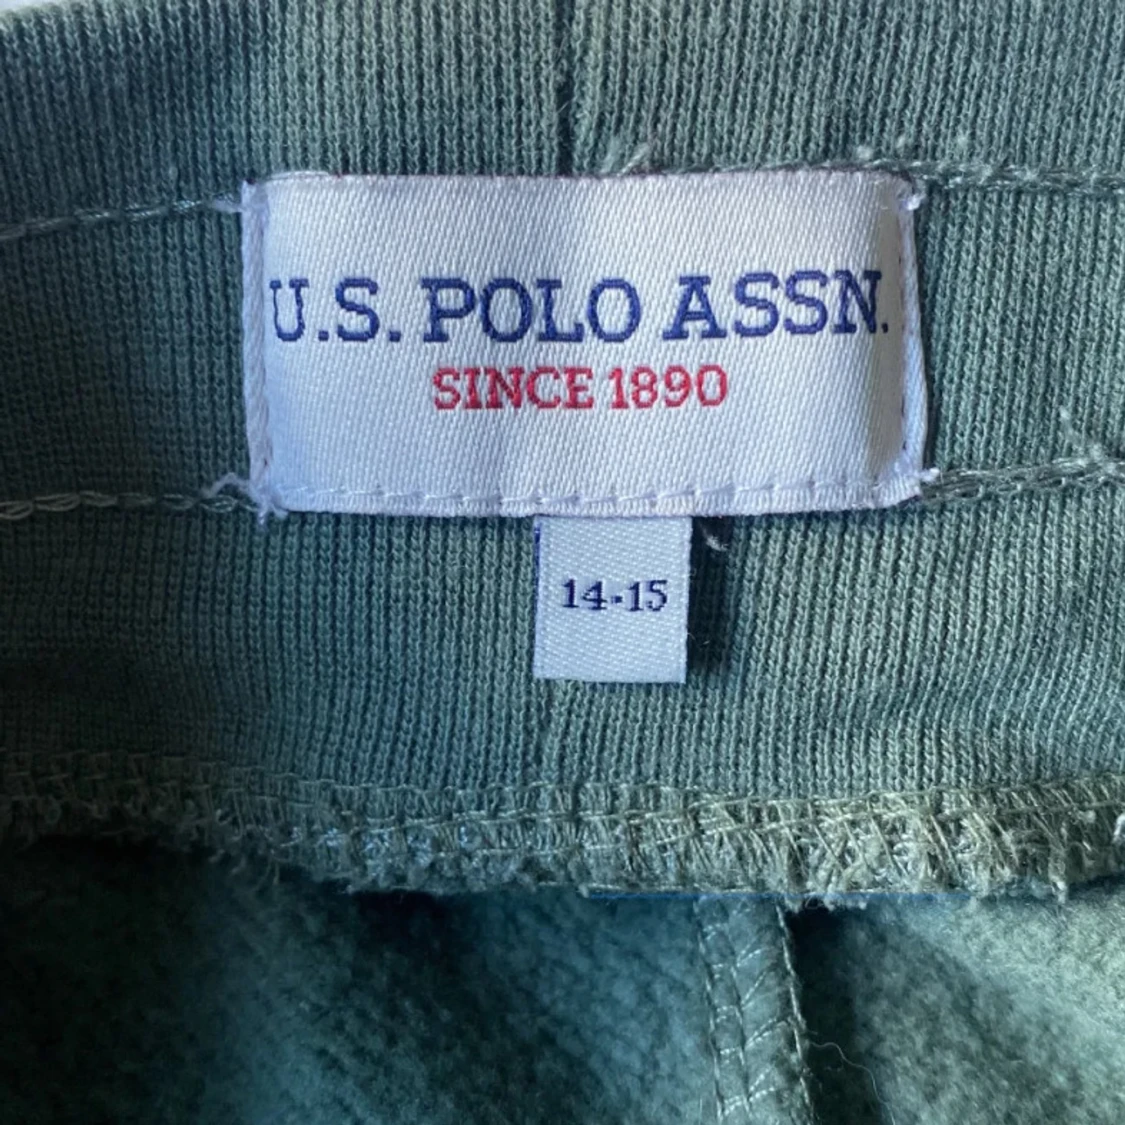 U.S. POLO ASSN.
SINCE 1890
14-15